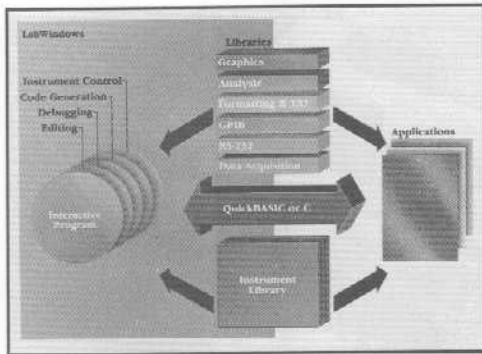 LabWindows
Libraries
Graphics
Analysis
Formatting & I/O
GPIB
RS-232
Data Acquisition
Instrument Control
Code Generation
Debugging
Editing
Interactive
Program
QuickBASIC or C
Instrument
Library
Applications